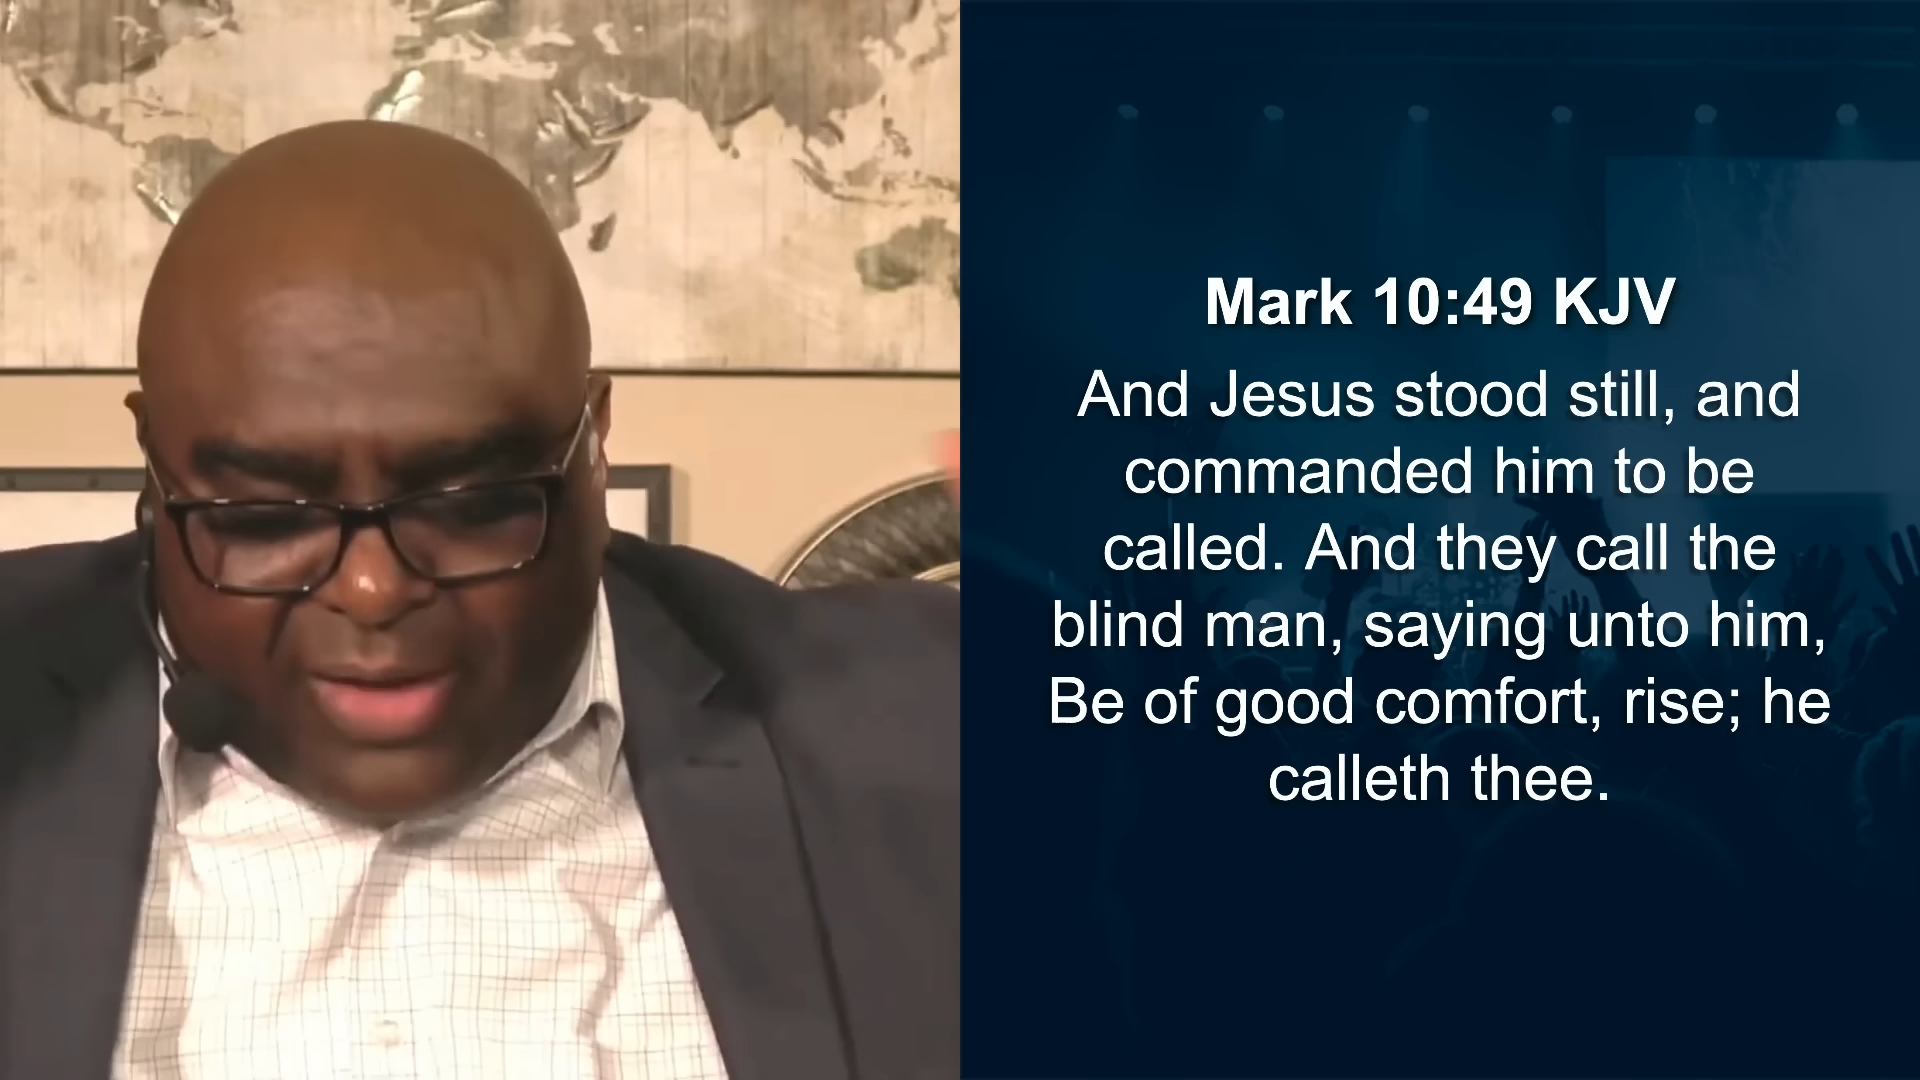 Mark 10:49 KJV
And Jesus stood still, and
commanded him to be
called. And they call the
blind man, saying unto him,
Be of good comfort, rise; he
calleth thee.